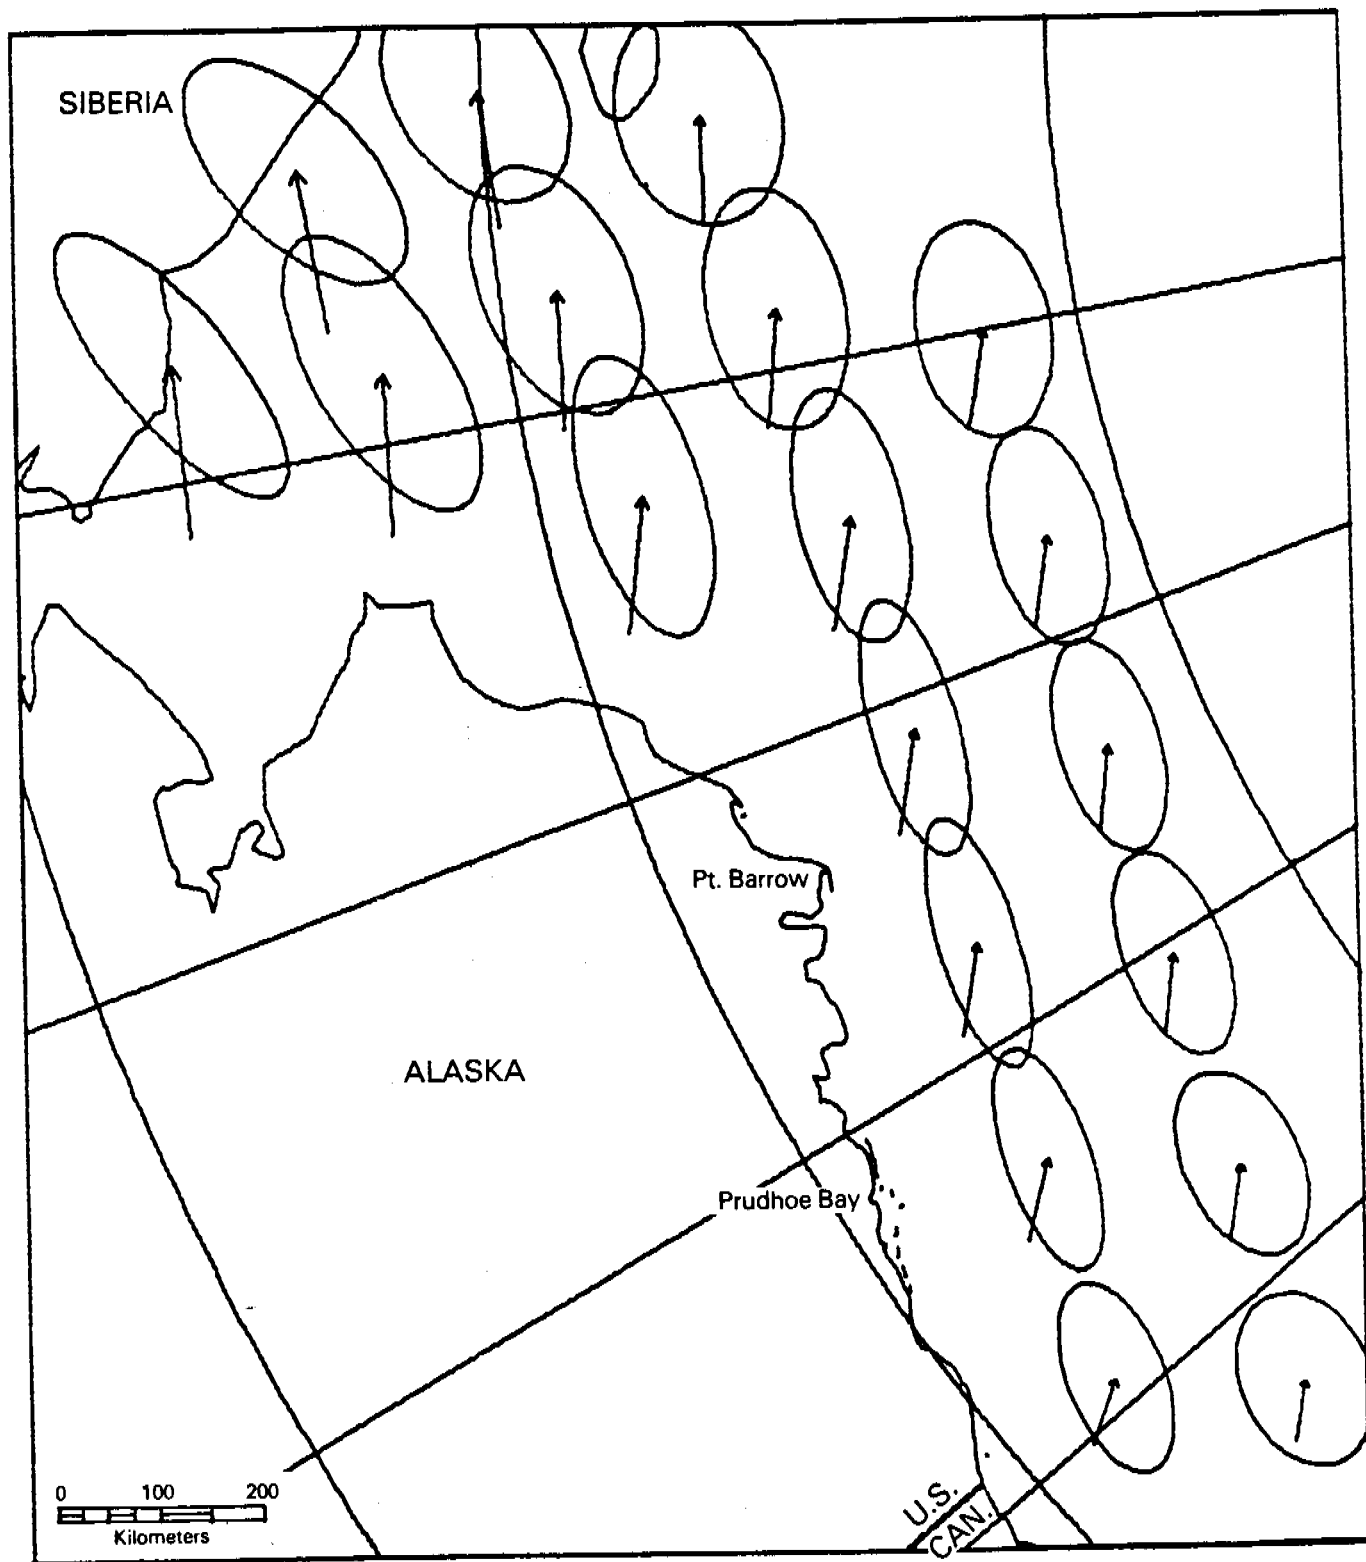 SIBERIA
Pt. Barrow
ALASKA
Prudhoe Bay
0 100 200
Kilometers
U.S.
CAN.